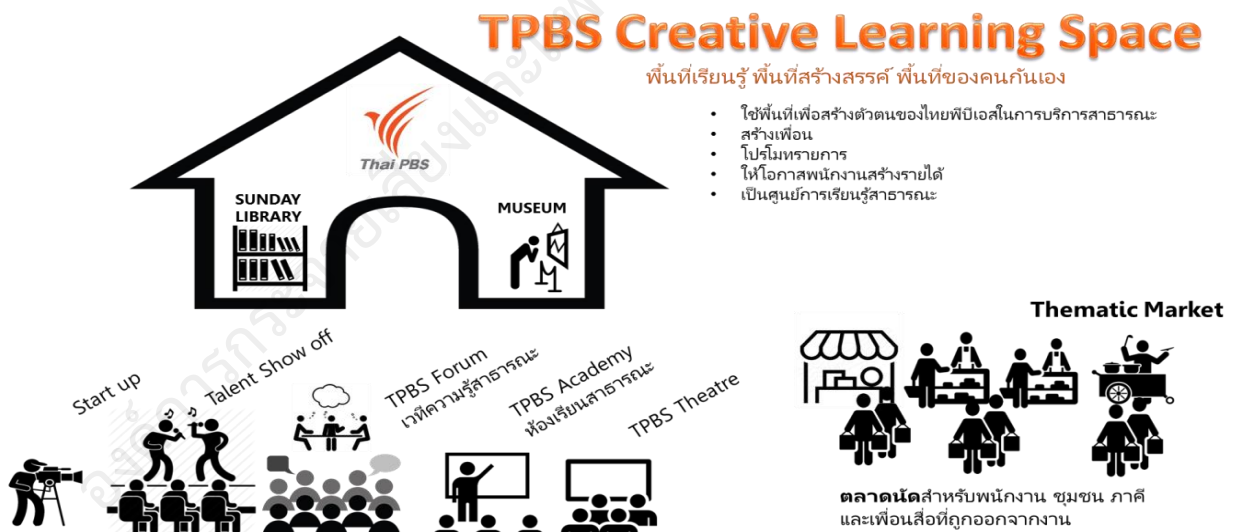 TPBS Creative Learning Space
พื้นที่เรียนรู้ พื้นที่สร้างสรรค์ พื้นที่ของคนกันเอง
• ใช้พื้นที่เพื่อสร้างตัวตนของไทยพีบีเอสในการบริการสาธารณะ
• สร้างเพื่อน
• โปรโมทรายการ
• ให้โอกาสพนักงานสร้างรายได้
• เป็นศูนย์การเรียนรู้สาธารณะ
Thai PBS
SUNDAY
LIBRARY
MUSEUM
Start up
Talent Show off
TPBS Forum
เวทีความรู้สาธารณะ
TPBS Academy
ห้องเรียนสาธารณะ
TPBS Theatre
Thematic Market
ตลาดนัดสำหรับพนักงาน ชุมชน ภาคี
และเพื่อนสื่อที่ถูกออกจากงาน